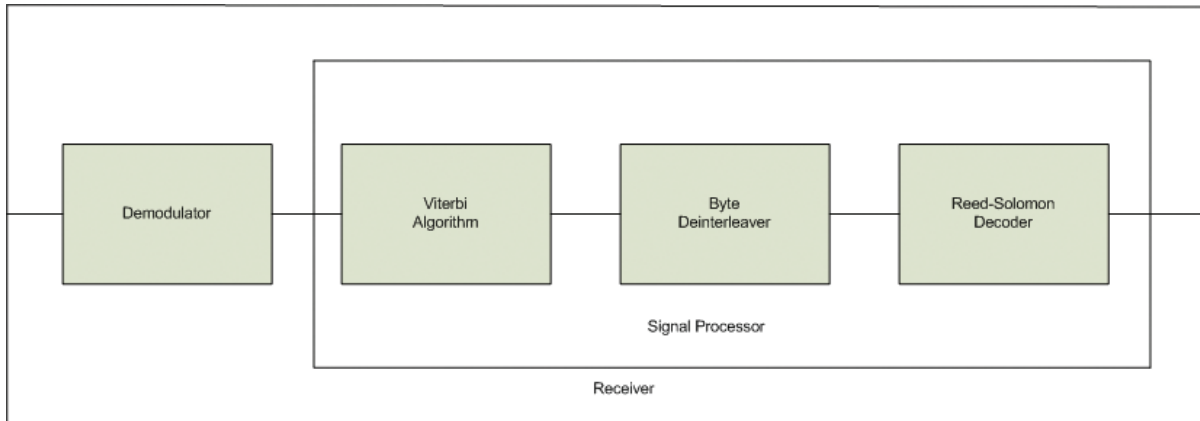 Demodulator
Viterbi
Algorithm
Byte
Deinterleaver
Reed-Solomon
Decoder
Signal Processor
Receiver